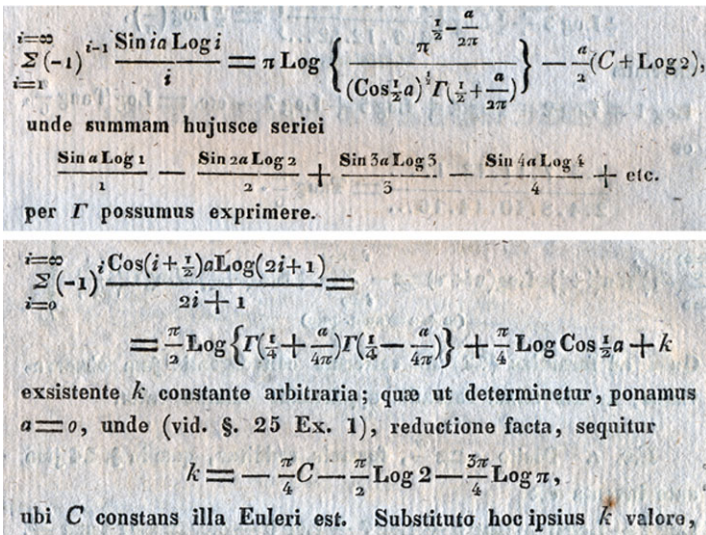 i=∞ Σ i=1 (-1)^{i-1} Sin ia Log i / i = π Log { π^{1/2 - a/2π} / (Cos ½a)^{½} Γ(½ + a/2π) } − a/2 (C + Log 2),
unde summam hujusce seriei
Sin a Log 1 / 1 − Sin 2a Log 2 / 2 + Sin 3a Log 3 / 3 − Sin 4a Log 4 / 4 + etc.
per Γ possumus exprimere.
i=∞ Σ i=0 (-1)^i Cos(i+½)a Log(2i+1) / 2i+1 =
= π/2 Log { Γ(¼ + a/4π) Γ(¼ − a/4π) } + π/4 Log Cos ½a + k
exsistente k constante arbitraria; quæ ut determinetur, ponamus
a=0, unde (vid. §. 25 Ex. 1), reductione facta, sequitur
k = − π/4 C − π/2 Log 2 − 3π/4 Log π,
ubi C constans illa Euleri est. Substituto hoc ipsius k valore,